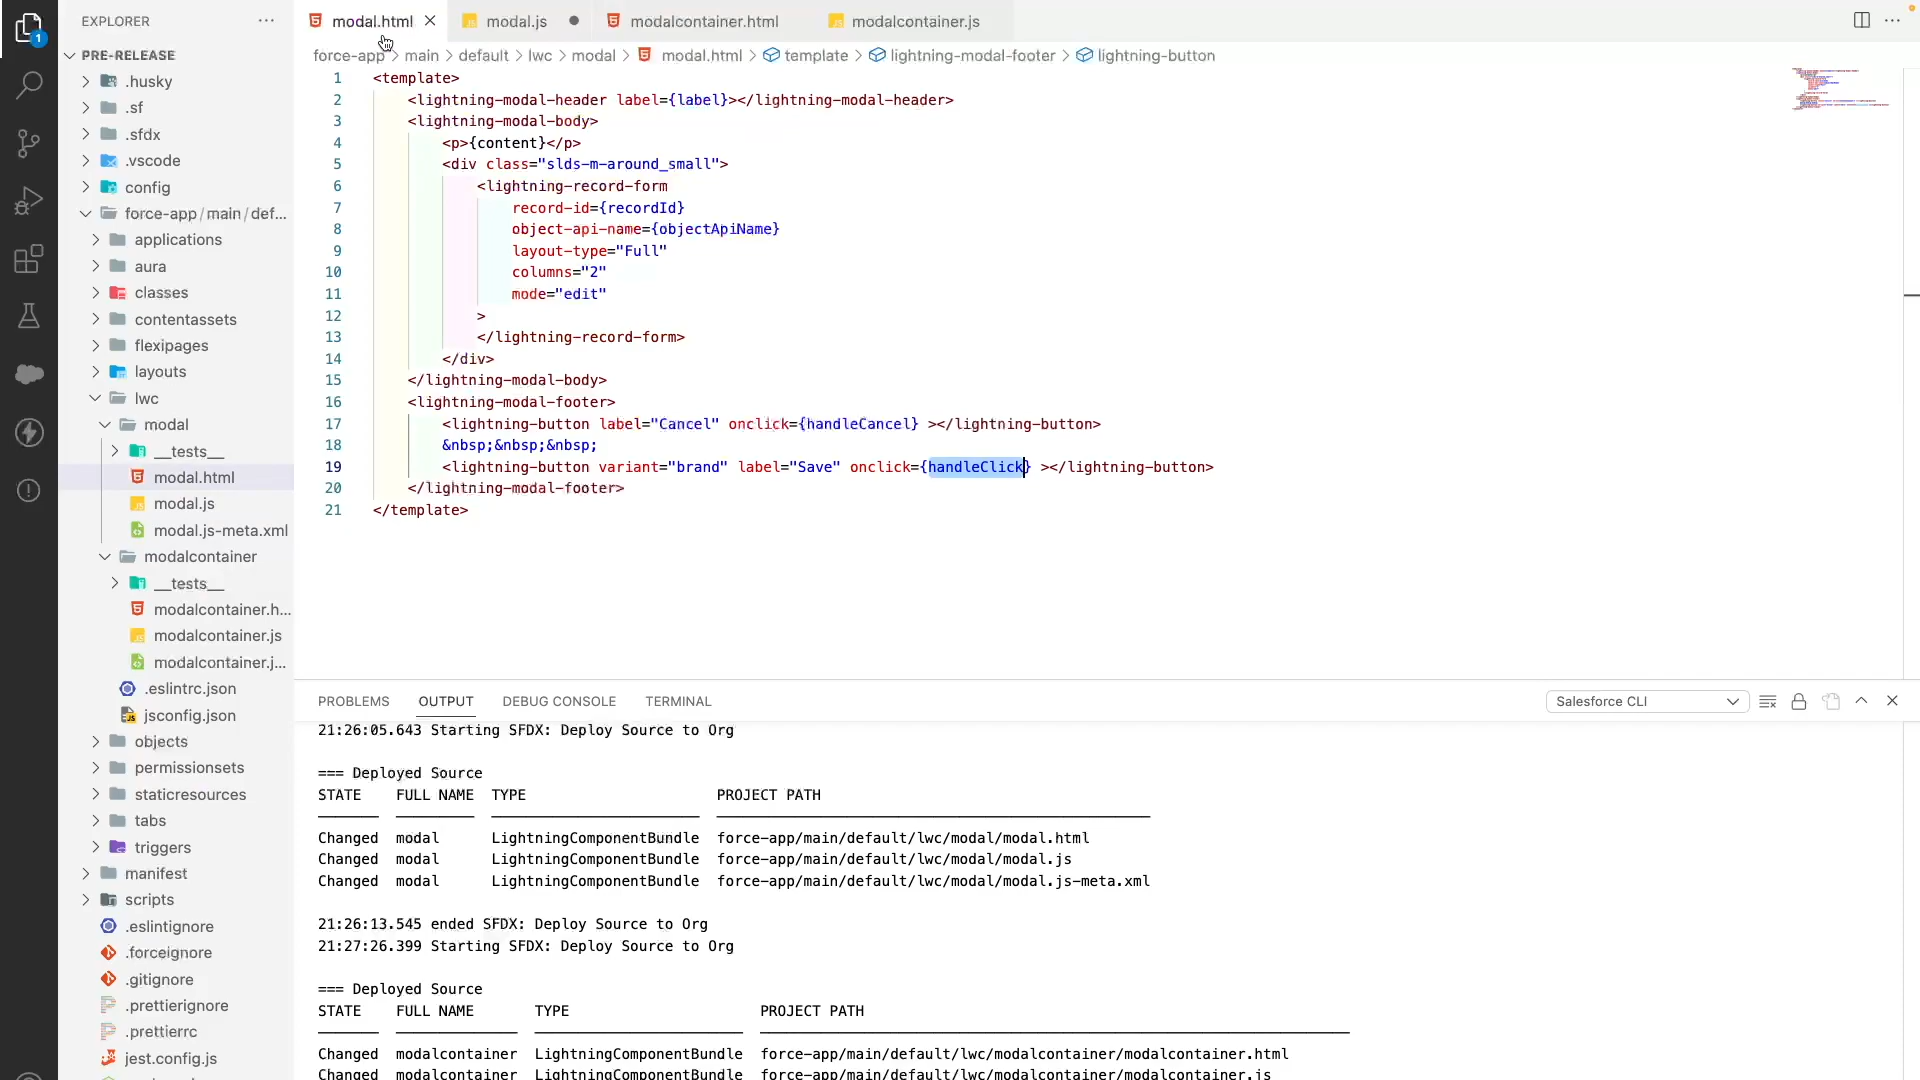 EXPLORER
PRE-RELEASE
.husky
.sf
.sfdx
.vscode
config
force-app/main/def...
applications
aura
classes
contentassets
flexipages
layouts
lwc
modal
__tests__
modal.html
modal.js
modal.js-meta.xml
modalcontainer
__tests__
modalcontainer.h...
modalcontainer.js
modalcontainer.j...
.eslintrc.json
jsconfig.json
objects
permissionsets
staticresources
tabs
triggers
manifest
scripts
.eslintignore
.forceignore
.gitignore
.prettierignore
.prettierrc
jest.config.js
1
modal.html
modal.js
modalcontainer.html
modalcontainer.js
force-app > main > default > lwc > modal > modal.html > template > lightning-modal-footer > lightning-button
1 <template>
2 <lightning-modal-header label={label}></lightning-modal-header>
3 <lightning-modal-body>
4 <p>{content}</p>
5 <div class="slds-m-around_small">
6 <lightning-record-form
7 record-id={recordId}
8 object-api-name={objectApiName}
9 layout-type="Full"
10 columns="2"
11 mode="edit"
12 >
13 </lightning-record-form>
14 </div>
15 </lightning-modal-body>
16 <lightning-modal-footer>
17 <lightning-button label="Cancel" onclick={handleCancel} ></lightning-button>
18 &nbsp;&nbsp;&nbsp;
19 <lightning-button variant="brand" label="Save" onclick={handleClick} ></lightning-button>
20 </lightning-modal-footer>
21 </template>
PROBLEMS OUTPUT DEBUG CONSOLE TERMINAL
Salesforce CLI
21:26:05.643 Starting SFDX: Deploy Source to Org
=== Deployed Source
STATE FULL NAME TYPE PROJECT PATH
Changed modal LightningComponentBundle force-app/main/default/lwc/modal/modal.html
Changed modal LightningComponentBundle force-app/main/default/lwc/modal/modal.js
Changed modal LightningComponentBundle force-app/main/default/lwc/modal/modal.js-meta.xml
21:26:13.545 ended SFDX: Deploy Source to Org
21:27:26.399 Starting SFDX: Deploy Source to Org
=== Deployed Source
STATE FULL NAME TYPE PROJECT PATH
Changed modalcontainer LightningComponentBundle force-app/main/default/lwc/modalcontainer/modalcontainer.html
Changed modalcontainer LightningComponentBundle force-app/main/default/lwc/modalcontainer/modalcontainer.js